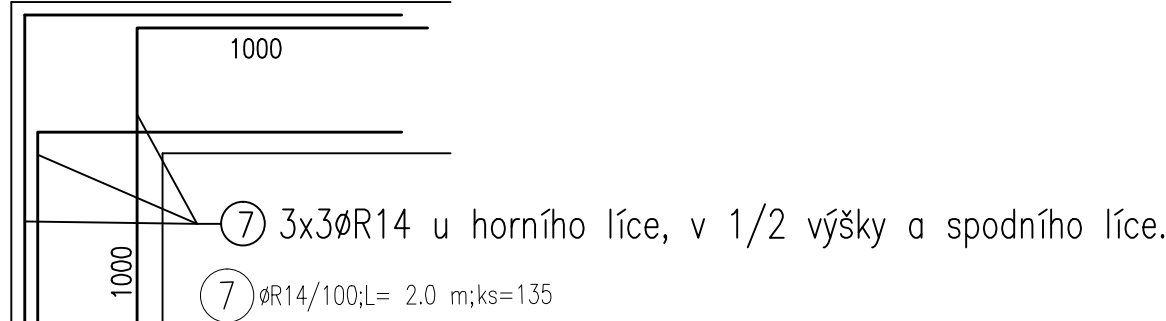 1000
7 3x3øR14 u horního líce, v 1/2 výšky a spodního líce.
1000
7 øR14/100;L= 2.0 m;ks=135